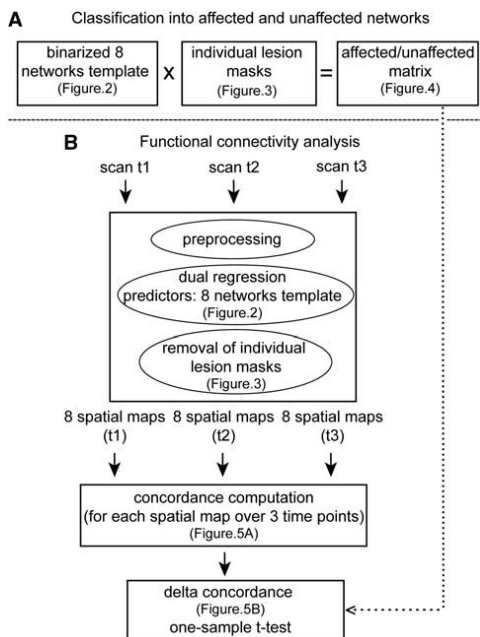 A Classification into affected and unaffected networks
binarized 8
networks template
(Figure.2)
X
individual lesion
masks
(Figure.3)
=
affected/unaffected
matrix
(Figure.4)
B Functional connectivity analysis
scan t1 scan t2 scan t3
preprocessing
dual regression
predictors: 8 networks template
(Figure.2)
removal of individual
lesion masks
(Figure.3)
8 spatial maps 8 spatial maps 8 spatial maps
(t1) (t2) (t3)
concordance computation
(for each spatial map over 3 time points)
(Figure.5A)
delta concordance
(Figure.5B)
one-sample t-test